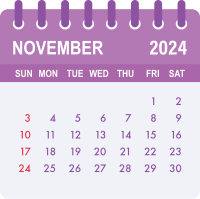 NOVEMBER 2024
SUN MON TUE WED THU FRI SAT
1 2
3 4 5 6 7 8 9
10 11 12 13 14 15 16
17 18 19 20 21 22 23
24 25 26 27 28 29 30